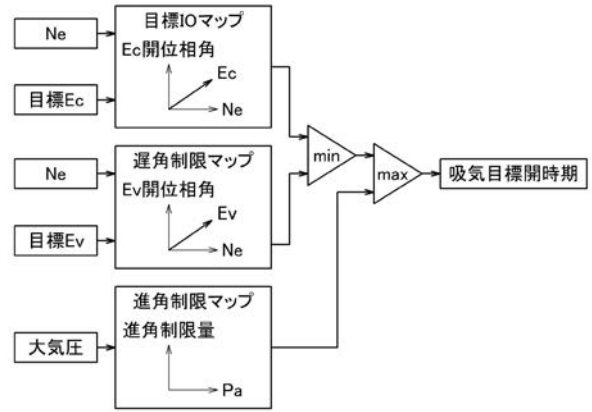 Ne
目標Ec
目標IOマップ
Ec開位相角
Ec
Ne
Ne
目標Ev
遅角制限マップ
Ev開位相角
Ev
Ne
大気圧
進角制限マップ
進角制限量
Pa
min
max
吸気目標開時期